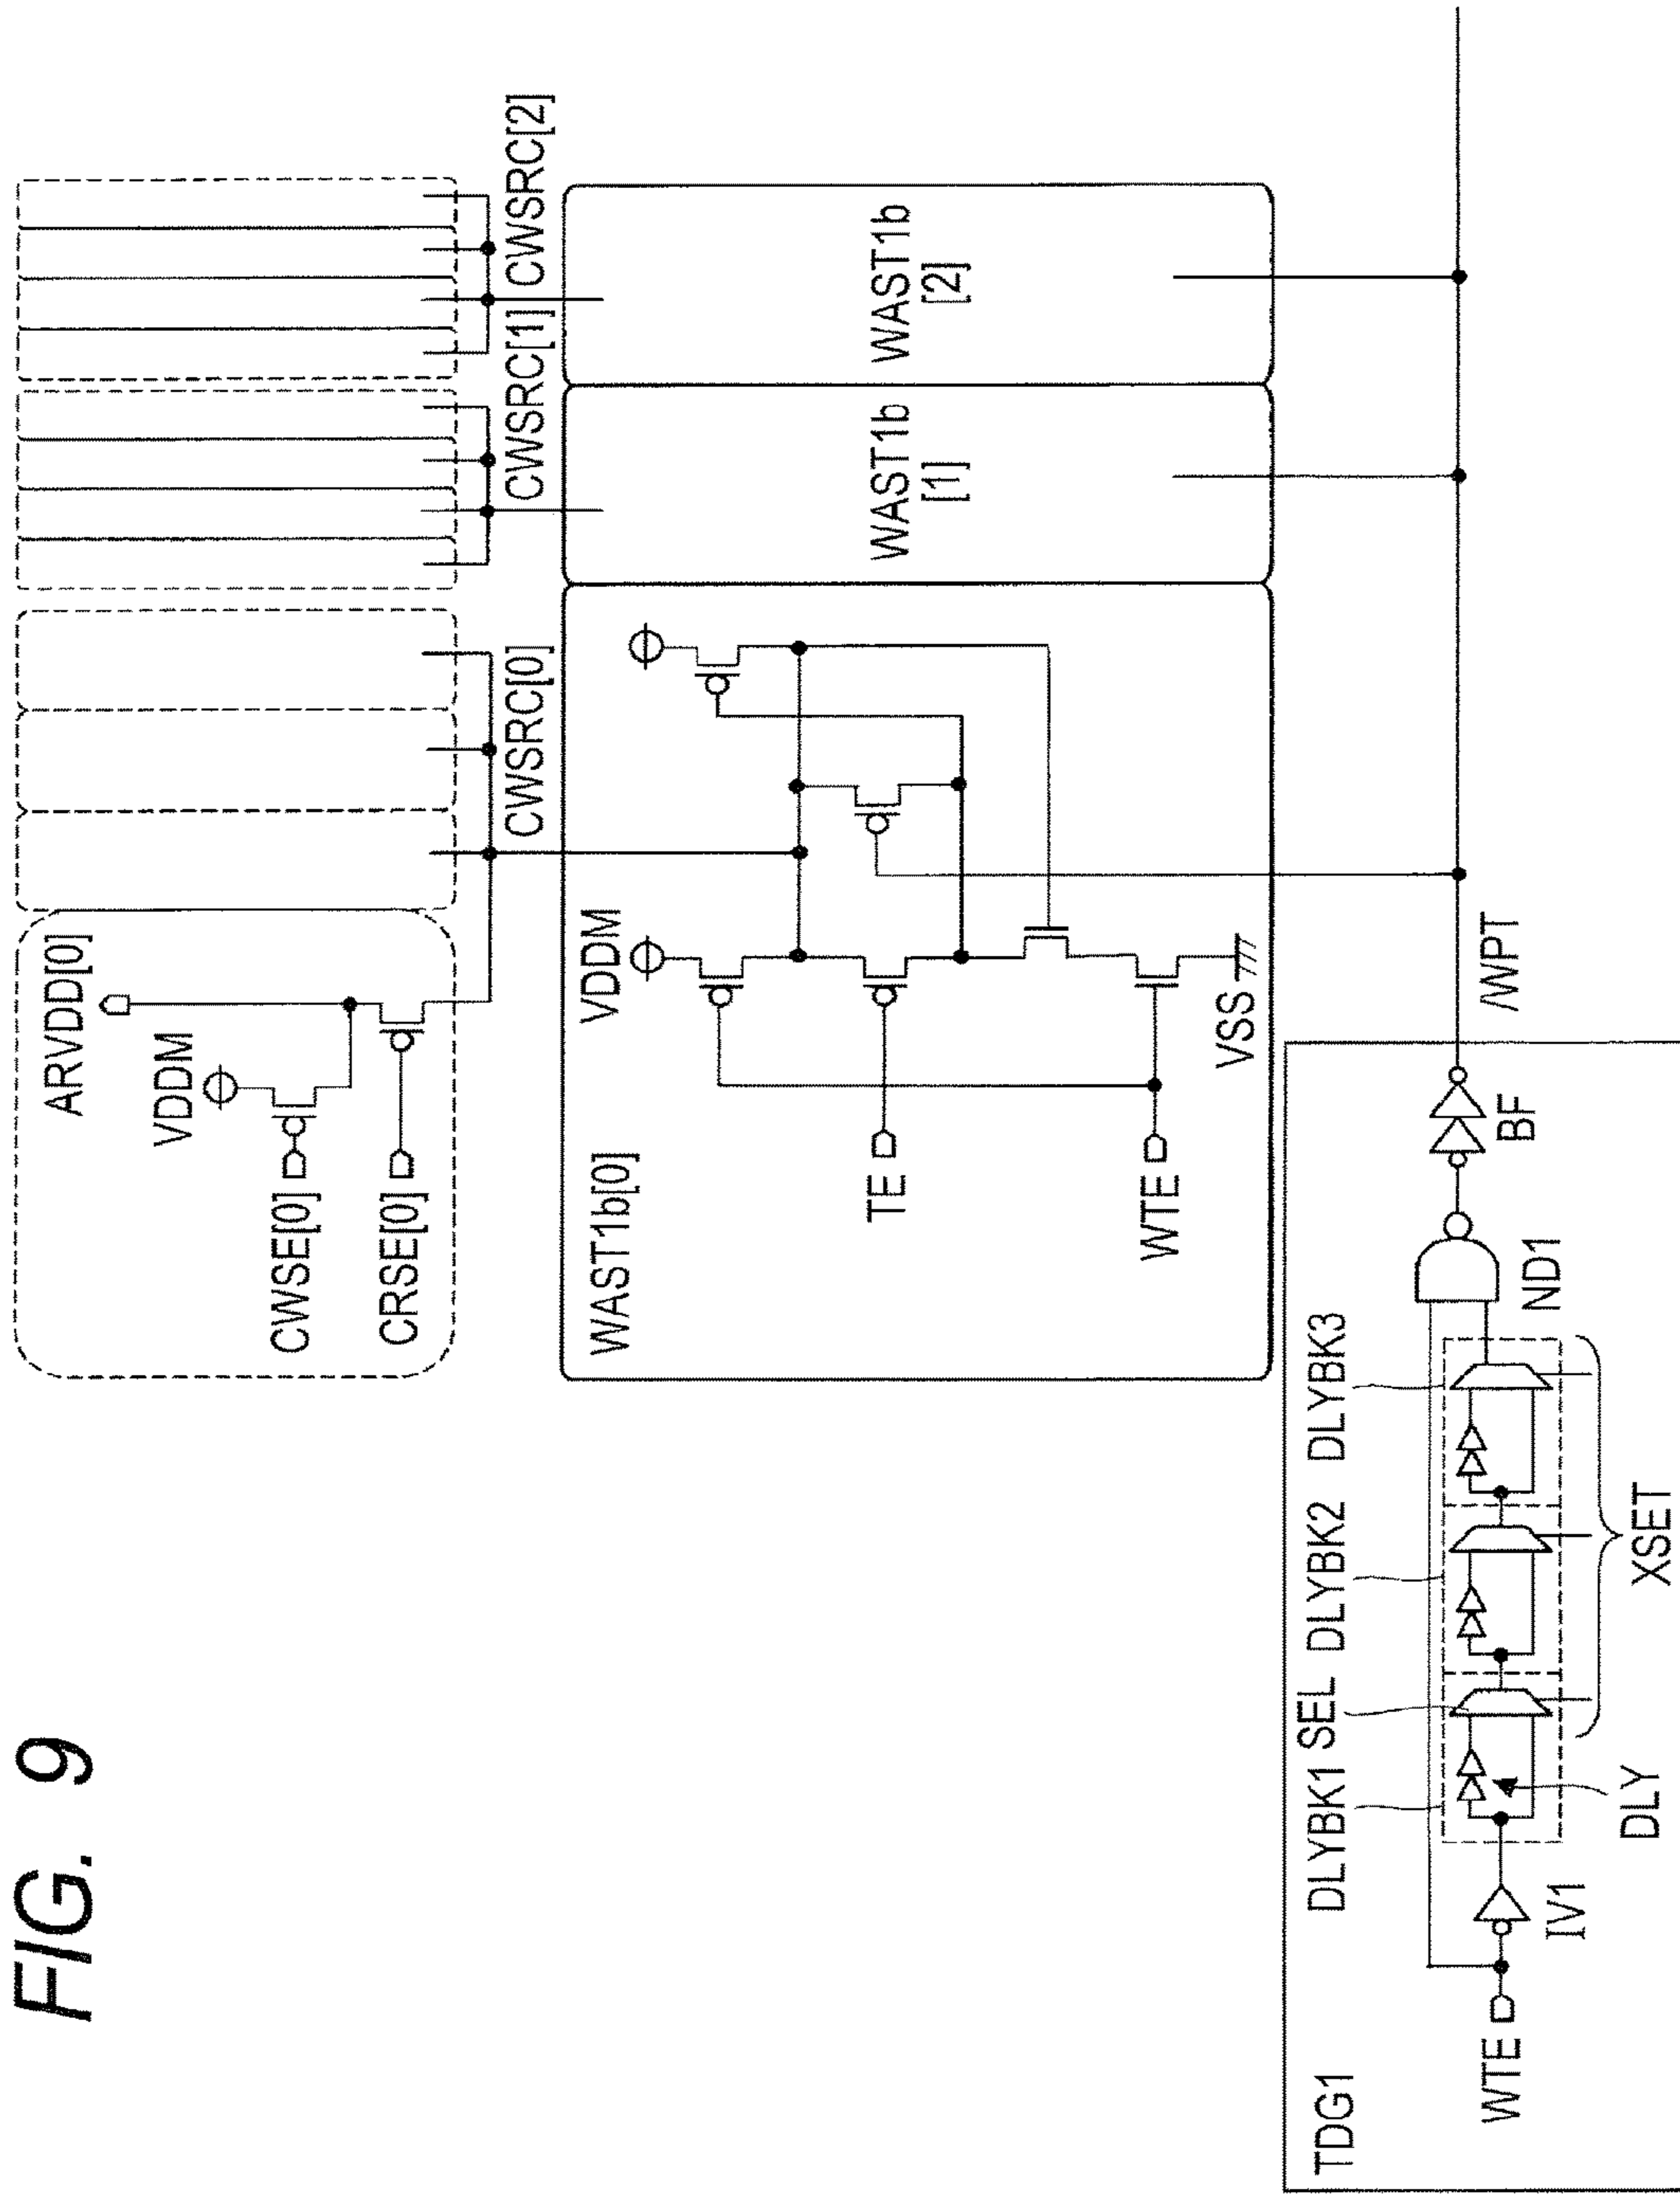 FIG. 9
ARVDD[0]
VDDM
CWSE[0]
CRSE[0]
CWSRC[0]
CWSRC[1]
CWSRC[2]
WAST1b[0]
VDDM
TE
WTE
VSS
WAST1b
[1]
WAST1b
[2]
TDG1
WTE
IV1
DLYBK1
SEL
DLYBK2
DLYBK3
DLY
XSET
ND1
BF
/WPT